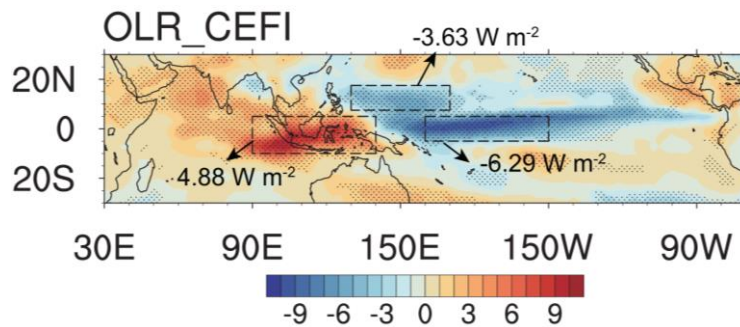 OLR_CEFI
-3.63 W m⁻²
20N
0
20S
4.88 W m⁻²
-6.29 W m⁻²
30E 90E 150E 150W 90W
-9 -6 -3 0 3 6 9